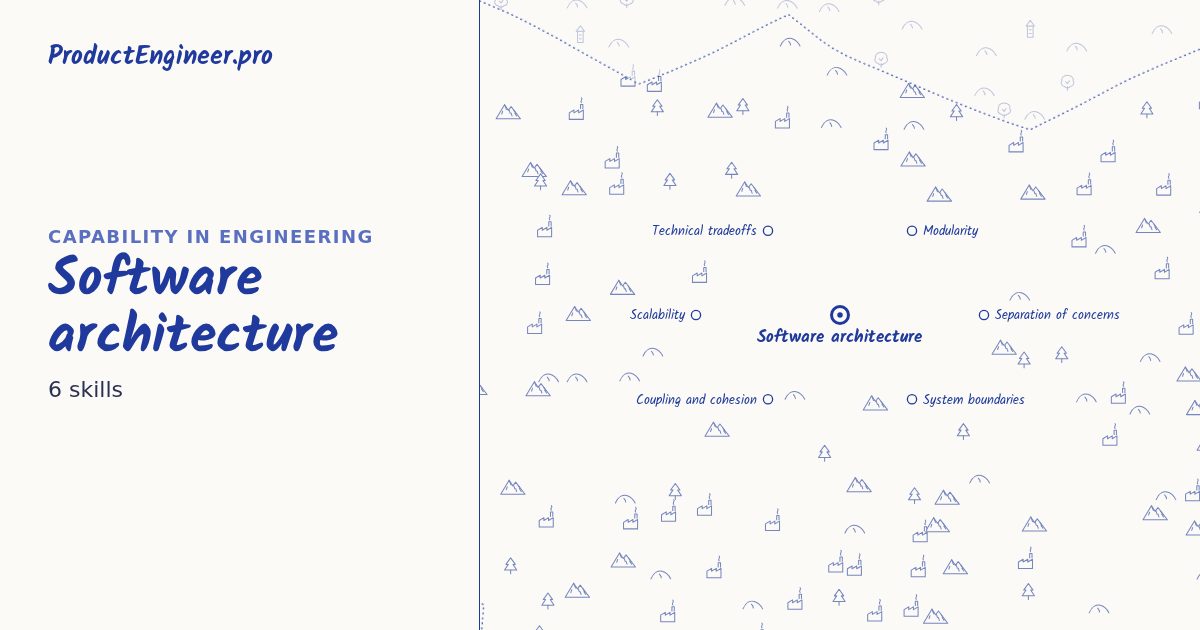 ProductEngineer.pro
CAPABILITY IN ENGINEERING
Software
architecture
6 skills
Technical tradeoffs
Modularity
Scalability
Separation of concerns
Software architecture
Coupling and cohesion
System boundaries